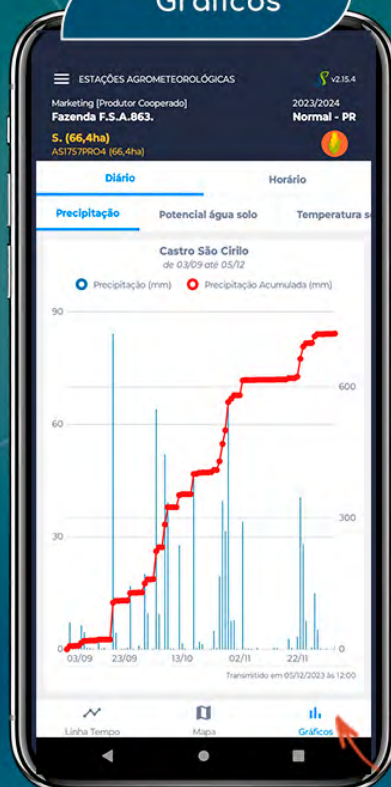 Gráficos
ESTAÇÕES AGROMETEOROLÓGICAS
v2.15.4
Marketing [Produtor Cooperado]
2023/2024
Fazenda F.S.A.863.
Normal - PR
S. (66,4ha)
AS1757PRO4 (66,4ha)
Diário
Horário
Precipitação
Potencial água solo
Temperatura s
Castro São Cirilo
de 03/09 até 05/12
Precipitação (mm)
Precipitação Acumulada (mm)
90
60
30
0
600
300
0
03/09
23/09
13/10
02/11
22/11
Transmitido em 05/12/2023 às 12:00
Linha Tempo
Mapa
Gráficos